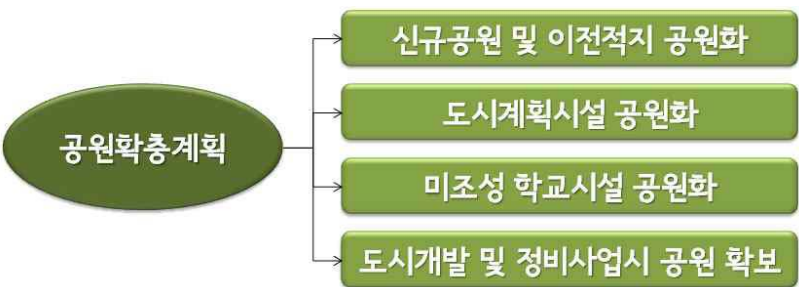 공원확충계획
신규공원 및 이전적지 공원화
도시계획시설 공원화
미조성 학교시설 공원화
도시개발 및 정비사업시 공원 확보